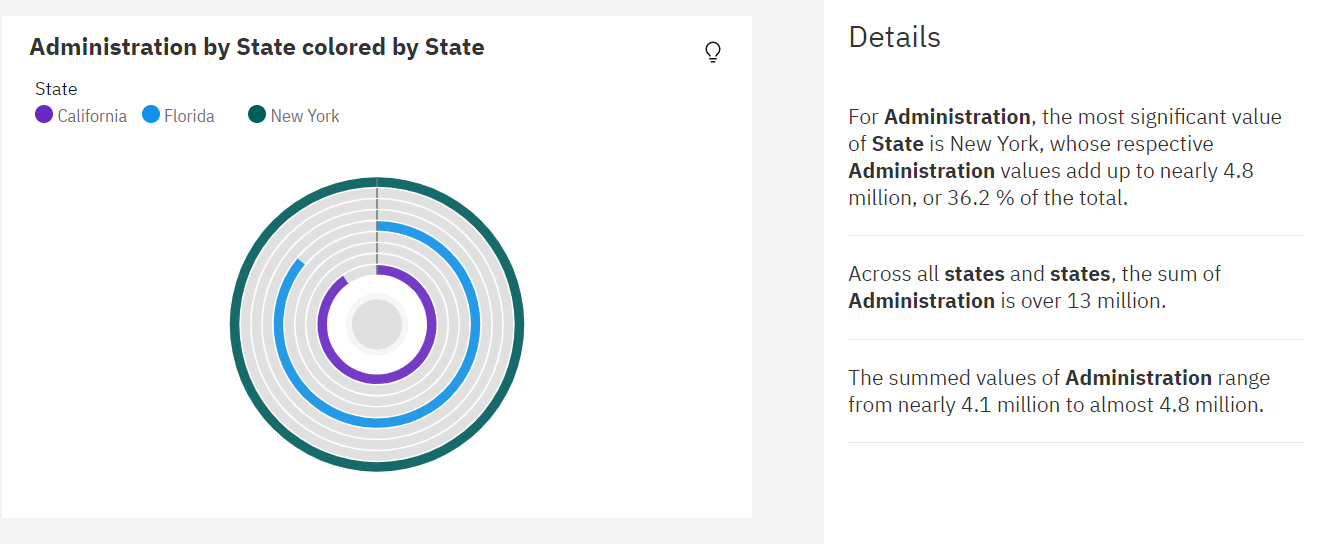 Administration by State colored by State
State
California Florida New York
Details
For Administration, the most significant value
of State is New York, whose respective
Administration values add up to nearly 4.8
million, or 36.2 % of the total.
Across all states and states, the sum of
Administration is over 13 million.
The summed values of Administration range
from nearly 4.1 million to almost 4.8 million.